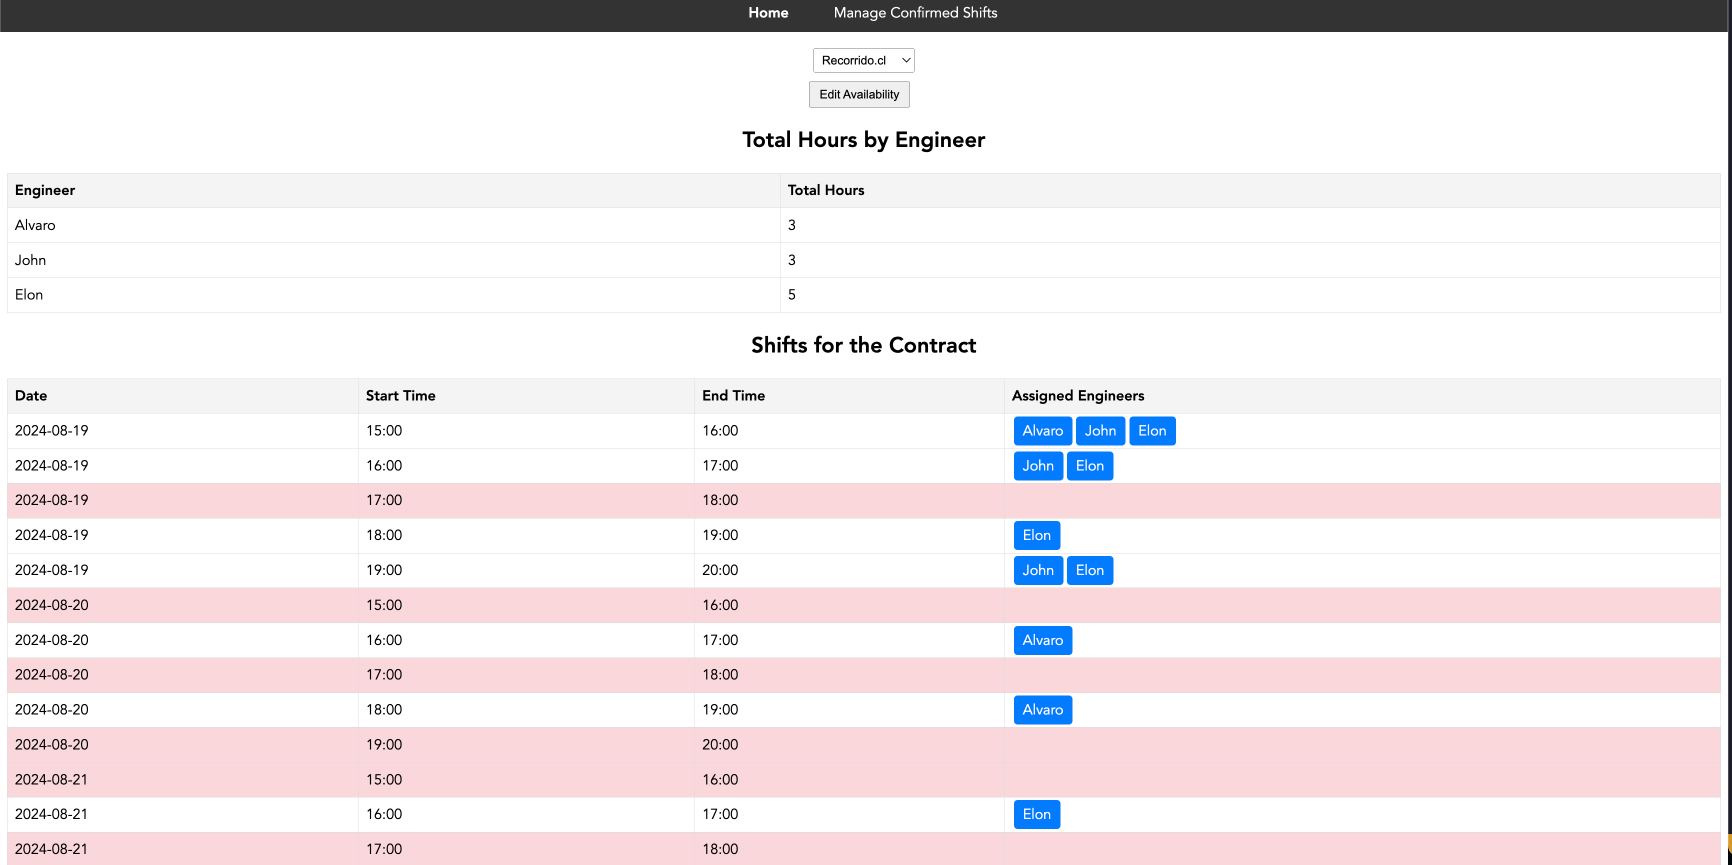 Home Manage Confirmed Shifts
Recorrido.cl
Edit Availability
Total Hours by Engineer
Engineer Total Hours
Alvaro 3
John 3
Elon 5
Shifts for the Contract
Date Start Time End Time Assigned Engineers
2024-08-19 15:00 16:00 Alvaro John Elon
2024-08-19 16:00 17:00 John Elon
2024-08-19 17:00 18:00
2024-08-19 18:00 19:00 Elon
2024-08-19 19:00 20:00 John Elon
2024-08-20 15:00 16:00
2024-08-20 16:00 17:00 Alvaro
2024-08-20 17:00 18:00
2024-08-20 18:00 19:00 Alvaro
2024-08-20 19:00 20:00
2024-08-21 15:00 16:00
2024-08-21 16:00 17:00 Elon
2024-08-21 17:00 18:00